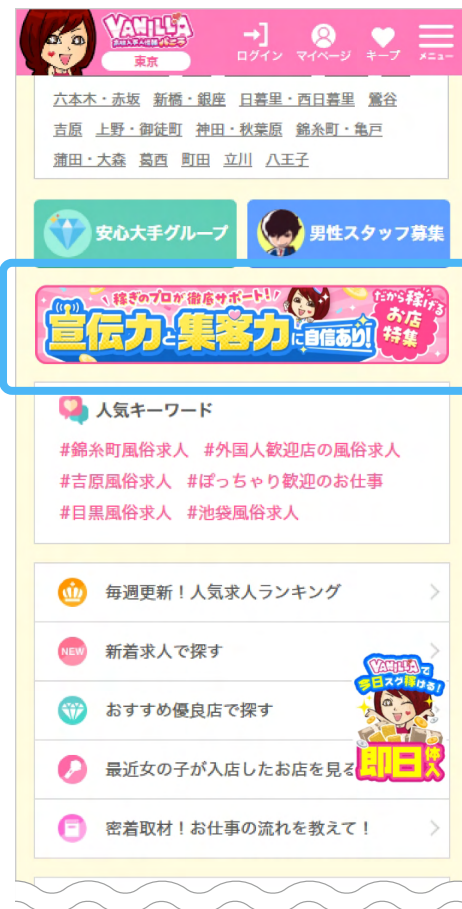 VANILLA
高収入求人情報 バニラ
東京
ログイン マイページ キープ メニュー
六本木・赤坂 新橋・銀座 日暮里・西日暮里 鶯谷
吉原 上野・御徒町 神田・秋葉原 錦糸町・亀戸
蒲田・大森 葛西 町田 立川 八王子
安心大手グループ 男性スタッフ募集
稼ぎのプロが徹底サポート!
宣伝力と集客力に自信あり!
だから稼げる
お店
特集
人気キーワード
#錦糸町風俗求人 #外国人歓迎店の風俗求人
#吉原風俗求人 #ぽっちゃり歓迎のお仕事
#目黒風俗求人 #池袋風俗求人
毎週更新！人気求人ランキング
NEW 新着求人で探す
おすすめ優良店で探す
最近女の子が入店したお店を見る
密着取材！お仕事の流れを教えて！
VANILLAで
今日スグ稼げる!
即日体入